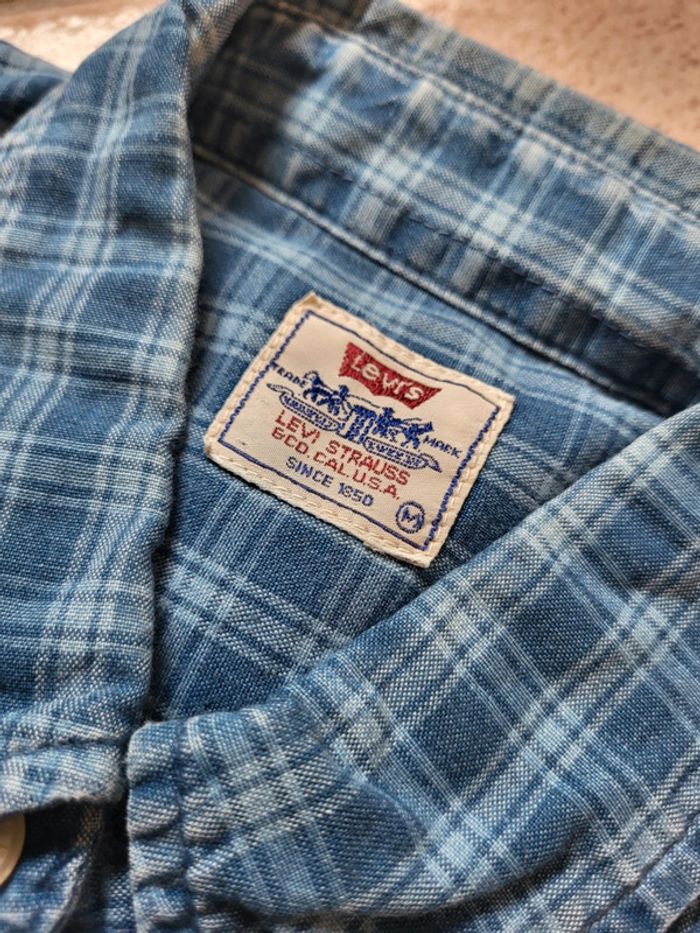 Levi's
TRADE MARK
LEVI STRAUSS
&CO. CAL.U.S.A.
SINCE 1850
M